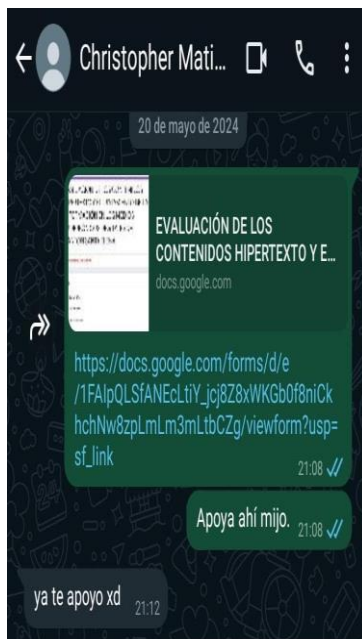 Christopher Mati...
20 de mayo de 2024
EVALUACIÓN DE LOS
CONTENIDOS HIPERTEXTO Y E...
docs.google.com
https://docs.google.com/forms/d/e
/1FAIpQLSfANEcLtiY_jcj8Z8xWKGb0f8niCk
hchNw8zpLmLm3mLtbCZg/viewform?usp=
sf_link
21:08
Apoya ahí mijo. 21:08
ya te apoyo xd 21:12